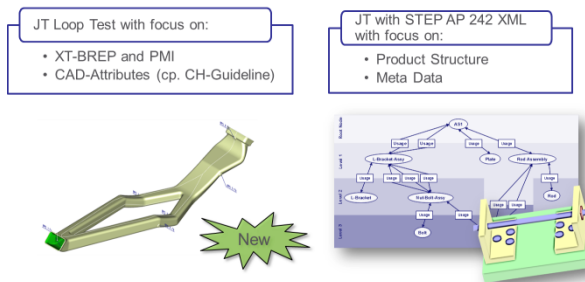 JT Loop Test with focus on:
• XT-BREP and PMI
• CAD-Attributes (cp. CH-Guideline)
New
JT with STEP AP 242 XML
with focus on:
• Product Structure
• Meta Data
Root Node
AS1
Usage Usage Usage
Level 1
L-Bracket-Assy
Plate
Rod Assembly
Usage Usage Usage Usage
Level 2
L-Bracket
Nut-Bolt-Assy
Rod
Usage Usage Usage Usage
Level 3
Bolt